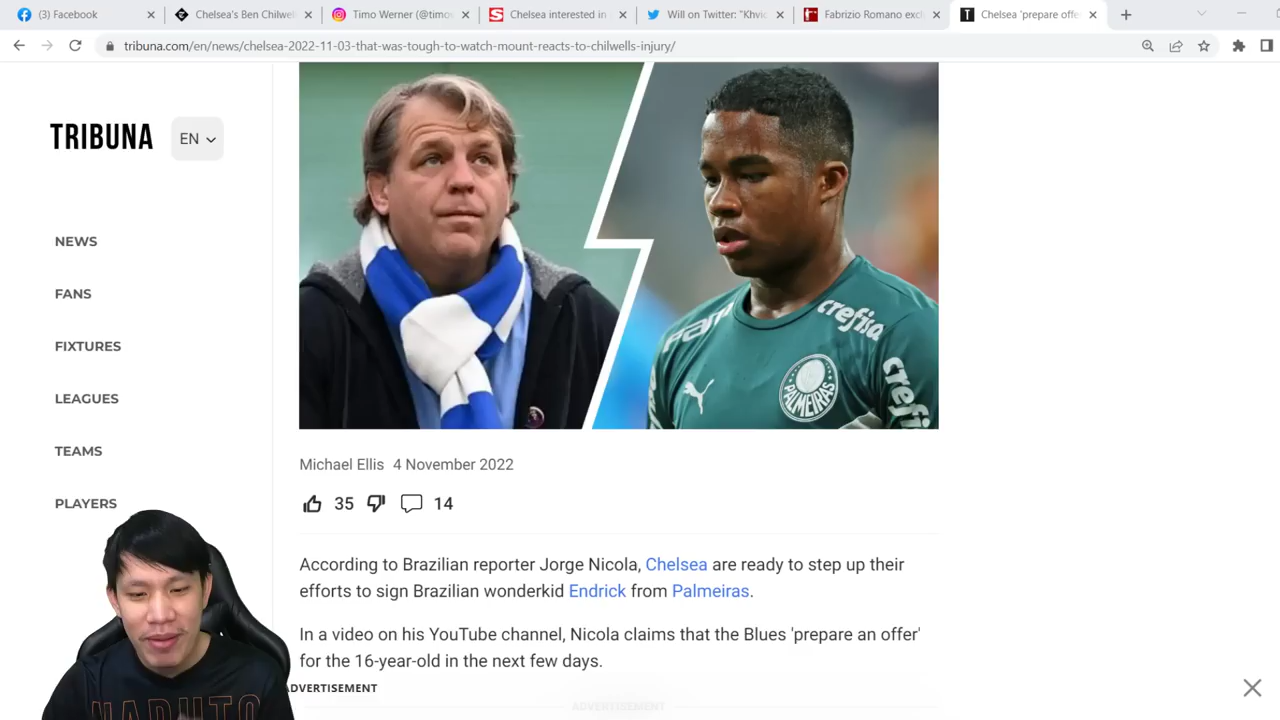 (3) Facebook
Chelsea's Ben Chilwell
Timo Werner (@timow
Chelsea interested in
Will on Twitter: "Khvic
Fabrizio Romano excl
Chelsea 'prepare offe
tribuna.com/en/news/chelsea-2022-11-03-that-was-tough-to-watch-mount-reacts-to-chilwells-injury/
TRIBUNA
EN
NEWS
FANS
FIXTURES
LEAGUES
TEAMS
PLAYERS
crefisa
PALMEIRAS
Michael Ellis 4 November 2022
35
14
According to Brazilian reporter Jorge Nicola, Chelsea are ready to step up their
efforts to sign Brazilian wonderkid Endrick from Palmeiras.
In a video on his YouTube channel, Nicola claims that the Blues 'prepare an offer'
for the 16-year-old in the next few days.
ADVERTISEMENT
ADVERTISEMENT
NARUTO